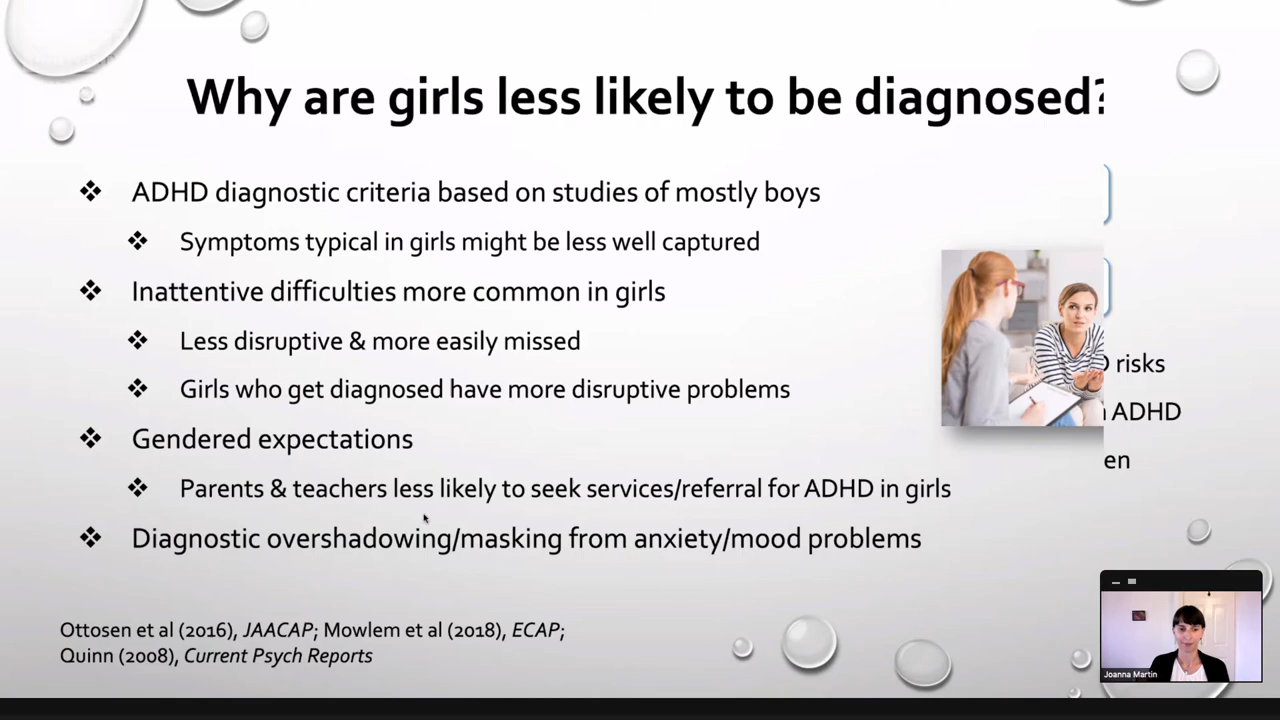 Why are girls less likely to be diagnosed?
ADHD diagnostic criteria based on studies of mostly boys
Symptoms typical in girls might be less well captured
Inattentive difficulties more common in girls
Less disruptive & more easily missed
Girls who get diagnosed have more disruptive problems
risks
Gendered expectations
ADHD
Parents & teachers less likely to seek services/referral for ADHD in girls
en
Diagnostic overshadowing/masking from anxiety/mood problems
Ottosen et al (2016), JAACAP; Mowlem et al (2018), ECAP;
Quinn (2008), Current Psych Reports
Joanna Martin